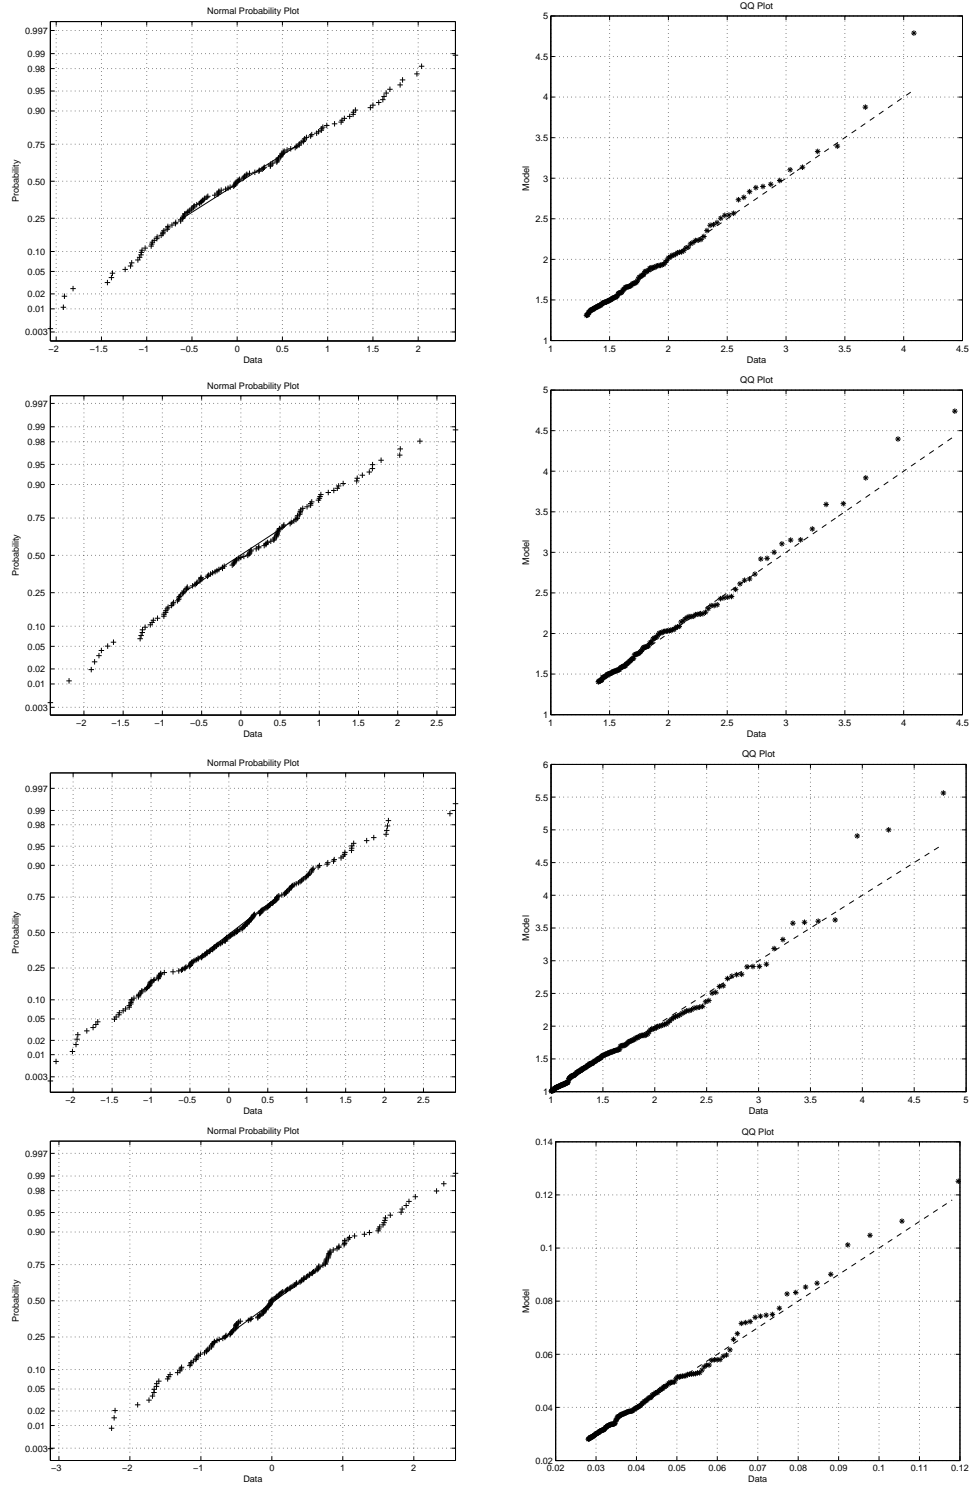 Normal Probability Plot
0.997
0.99
0.98
0.95
0.90
0.75
0.50
0.25
0.10
0.05
0.02
0.01
0.003
Probability
−2 −1.5 −1 −0.5 0 0.5 1 1.5 2
Data
QQ Plot
5
4.5
4
3.5
3
2.5
2
1.5
1
Model
1 1.5 2 2.5 3 3.5 4 4.5
Data
Normal Probability Plot
0.997
0.99
0.98
0.95
0.90
0.75
0.50
0.25
0.10
0.05
0.02
0.01
0.003
Probability
−2 −1.5 −1 −0.5 0 0.5 1 1.5 2 2.5
Data
QQ Plot
5
4.5
4
3.5
3
2.5
2
1.5
1
Model
1 1.5 2 2.5 3 3.5 4 4.5
Data
Normal Probability Plot
0.997
0.99
0.98
0.95
0.90
0.75
0.50
0.25
0.10
0.05
0.02
0.01
0.003
Probability
−2 −1.5 −1 −0.5 0 0.5 1 1.5 2 2.5
Data
QQ Plot
6
5.5
5
4.5
4
3.5
3
2.5
2
1.5
1
Model
1 1.5 2 2.5 3 3.5 4 4.5 5
Data
Normal Probability Plot
0.997
0.99
0.98
0.95
0.90
0.75
0.50
0.25
0.10
0.05
0.02
0.01
0.003
Probability
−3 −2 −1 0 1 2
Data
QQ Plot
0.14
0.12
0.1
0.08
0.06
0.04
0.02
Model
0.02 0.03 0.04 0.05 0.06 0.07 0.08 0.09 0.1 0.11 0.12
Data